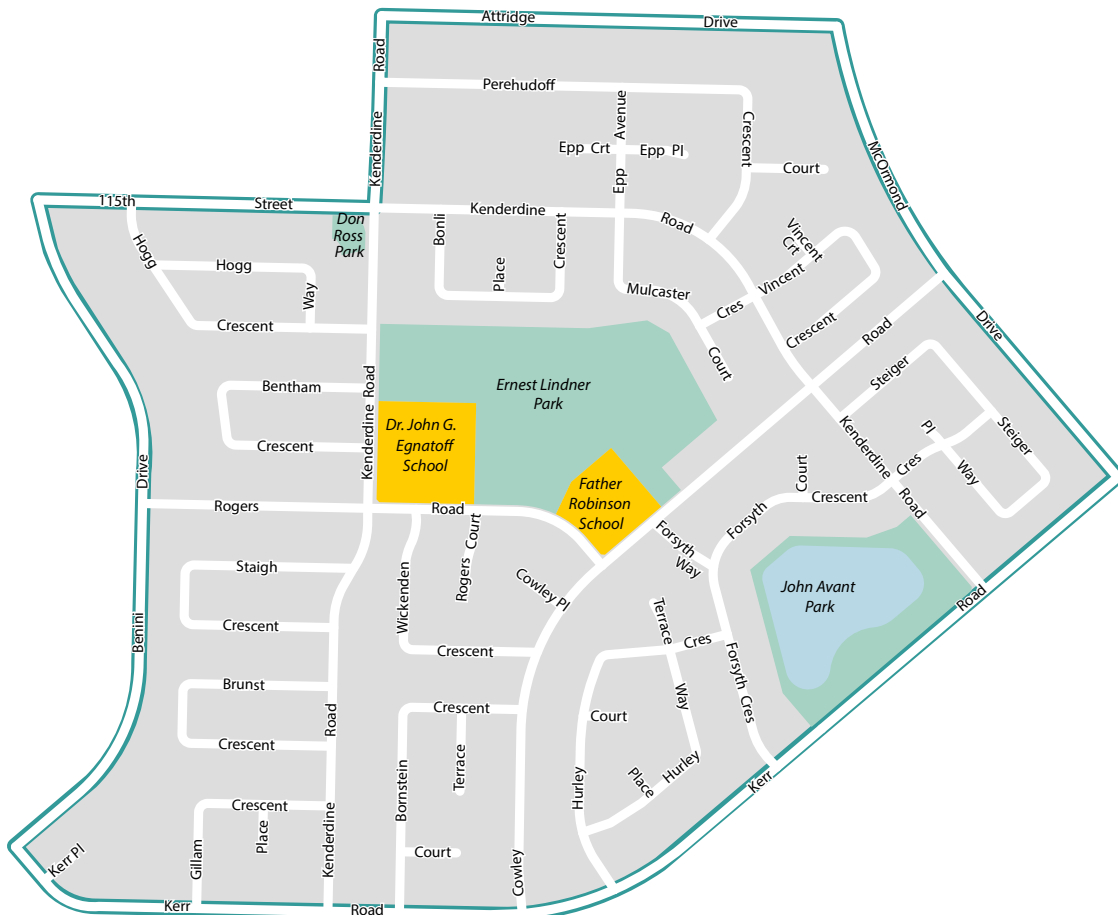 Attridge
Drive
Road
Perehudoff
Avenue
Crescent
Kenderdine
Epp Crt
Epp Pl
Court
McOrmond
Epp
115th
Street
Kenderdine
Road
Don
Ross
Park
Bonli
Crescent
Vincent
Crt
Hogg
Hogg
Place
Way
Mulcaster
Cres
Vincent
Crescent
Crescent
Road
Drive
Court
Steiger
Ernest Lindner
Park
Bentham
Kenderdine Road
Dr. John G.
Egnatoff
School
Crescent
Steiger
Kenderdine
Pl
Way
Cres
Court
Crescent
Road
Drive
Father
Robinson
School
Rogers
Road
Forsyth
Forsyth
Way
Rogers Court
Staigh
Cowley Pl
John Avant
Park
Road
Wickenden
Terrace
Crescent
Benini
Crescent
Cres
Forsyth Cres
Brunst
Way
Crescent
Court
Road
Crescent
Terrace
Hurley
Place
Kerr
Bornstein
Hurley
Crescent
Place
Kenderdine
Gillam
Kerr Pl
Court
Cowley
Kerr
Road